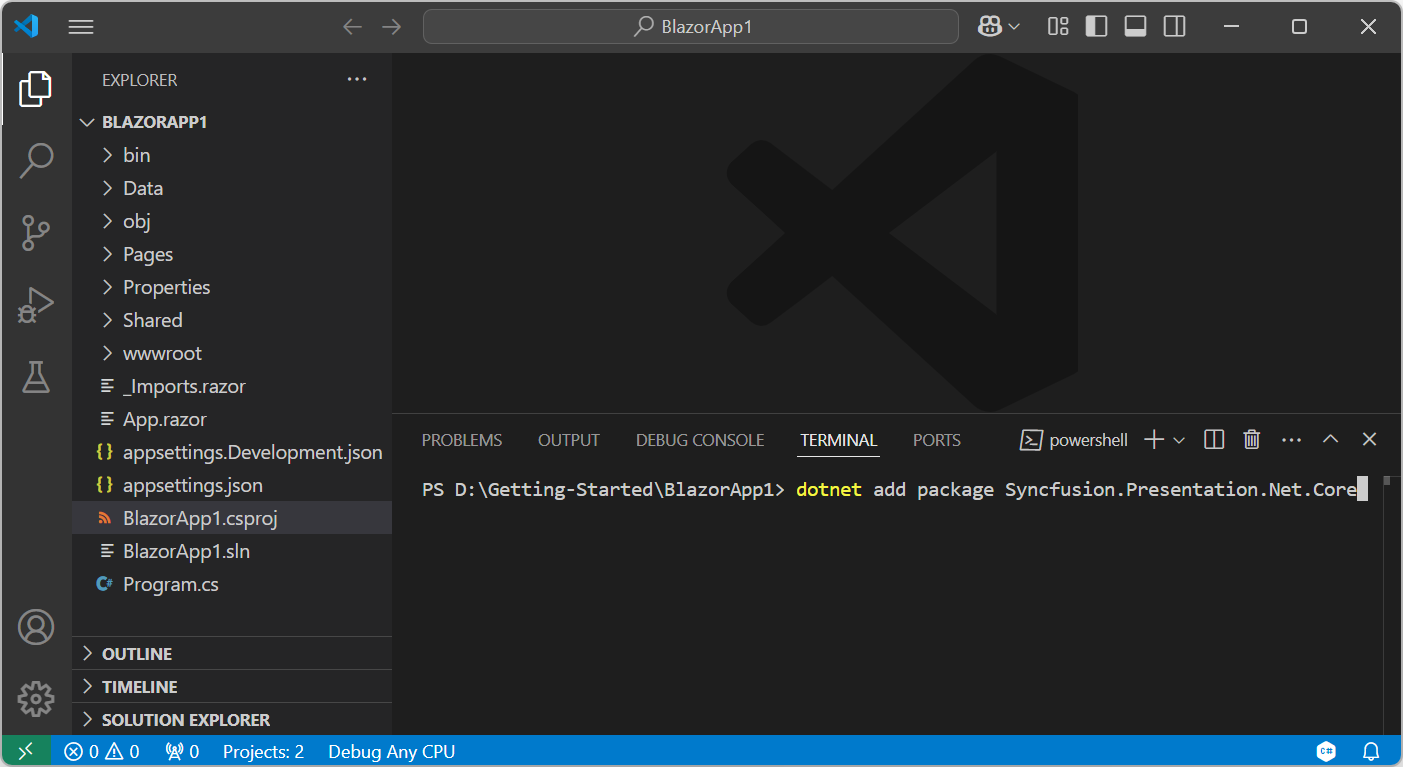 BlazorApp1
EXPLORER
BLAZORAPP1
bin
Data
obj
Pages
Properties
Shared
wwwroot
_Imports.razor
App.razor
{} appsettings.Development.json
{} appsettings.json
BlazorApp1.csproj
BlazorApp1.sln
C# Program.cs
OUTLINE
TIMELINE
SOLUTION EXPLORER
PROBLEMS OUTPUT DEBUG CONSOLE TERMINAL PORTS powershell
PS D:\Getting-Started\BlazorApp1> dotnet add package Syncfusion.Presentation.Net.Core
0 0 0 Projects: 2 Debug Any CPU C#